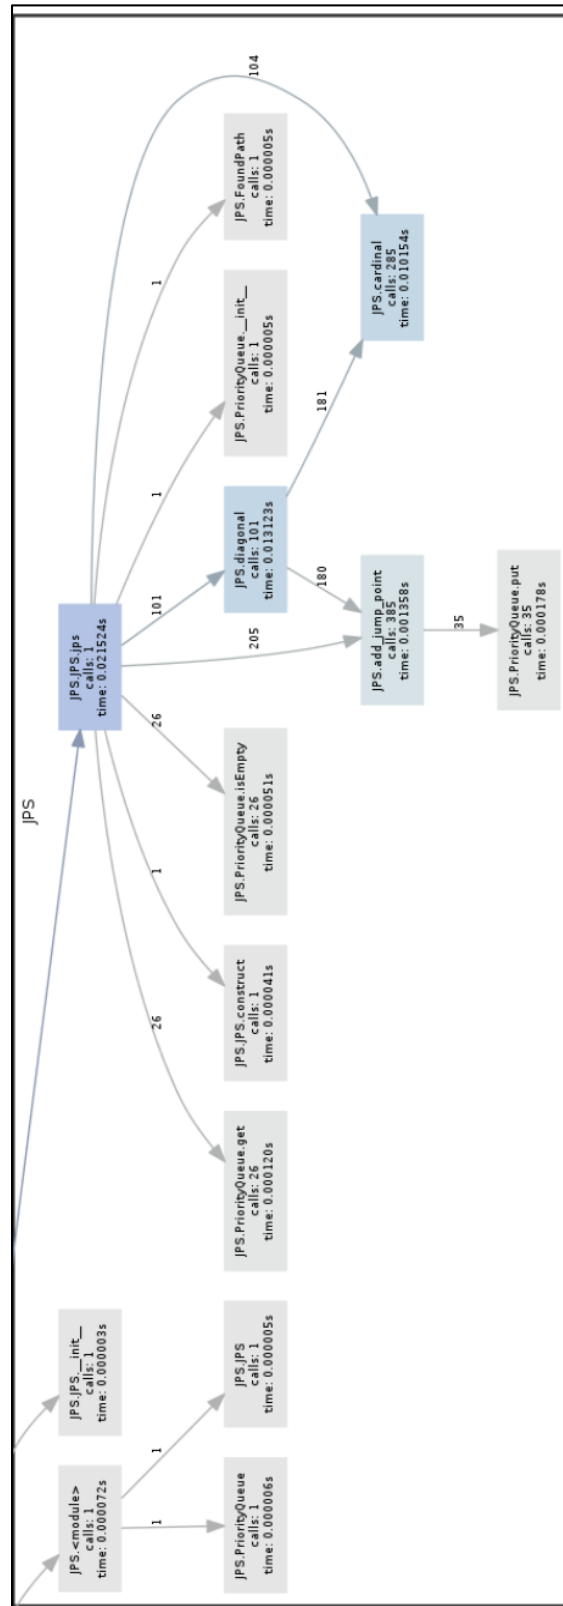 JPS
JPS.<module>
calls: 1
time: 0.000072s
JPS.JPS.__init__
calls: 1
time: 0.000003s
JPS.JPS.jps
calls: 1
time: 0.021524s
1
1
26
1
26
205
101
1
1
104
JPS.PriorityQueue
calls: 1
time: 0.000006s
JPS.JPS
calls: 1
time: 0.000005s
JPS.PriorityQueue.get
calls: 26
time: 0.000120s
JPS.JPS.construct
calls: 1
time: 0.000041s
JPS.PriorityQueue.isEmpty
calls: 26
time: 0.000051s
JPS.diagonal
calls: 101
time: 0.013123s
JPS.PriorityQueue.__init__
calls: 1
time: 0.000005s
JPS.FoundPath
calls: 1
time: 0.000005s
180
181
JPS.add_jump_point
calls: 385
time: 0.001358s
JPS.cardinal
calls: 285
time: 0.010154s
35
JPS.PriorityQueue.put
calls: 35
time: 0.000178s